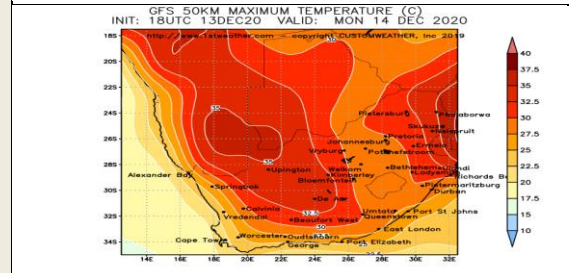 GFS 50KM MAXIMUM TEMPERATURE (C)
INIT: 18UTC 13DEC20 VALID: MON 14 DEC 2020
http://www.1stweather.com — copyright CUSTOMWEATHER, Inc 2019
18S
20S
22S
24S
26S
28S
30S
32S
34S
14E 16E 18E 20E 22E 24E 26E 28E 30E 32E
40
37.5
35
32.5
30
27.5
25
22.5
20
17.5
15
10
Pietersburg
Phalaborwa
Skukuza
Nelspruit
Pretoria
Johannesburg
Ermelo
Vryburg
Potchefstroom
Welkom
Bethlehem
Ladysmith
Kimberley
Bloemfontein
Richards
Upington
Alexander Bay
Springbok
Pietermaritzburg
Durban
De Aar
Calvinia
Vredendal
Beaufort West
Umtata
Port St Johns
Queenstown
East London
Worcester
Oudtshoorn
Cape Town
George
Port Elizabeth
35
35
32.5
30